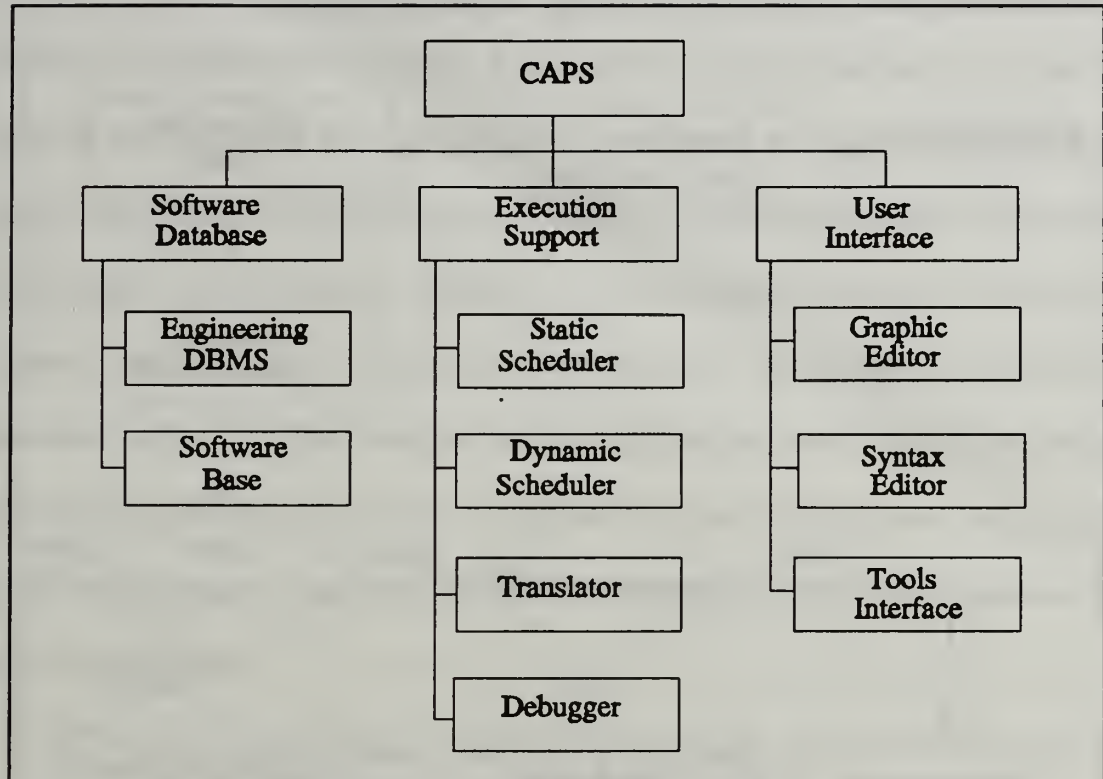 CAPS
Software
Database
Execution
Support
User
Interface
Engineering
DBMS
Software
Base
Static
Scheduler
Dynamic
Scheduler
Translator
Debugger
Graphic
Editor
Syntax
Editor
Tools
Interface